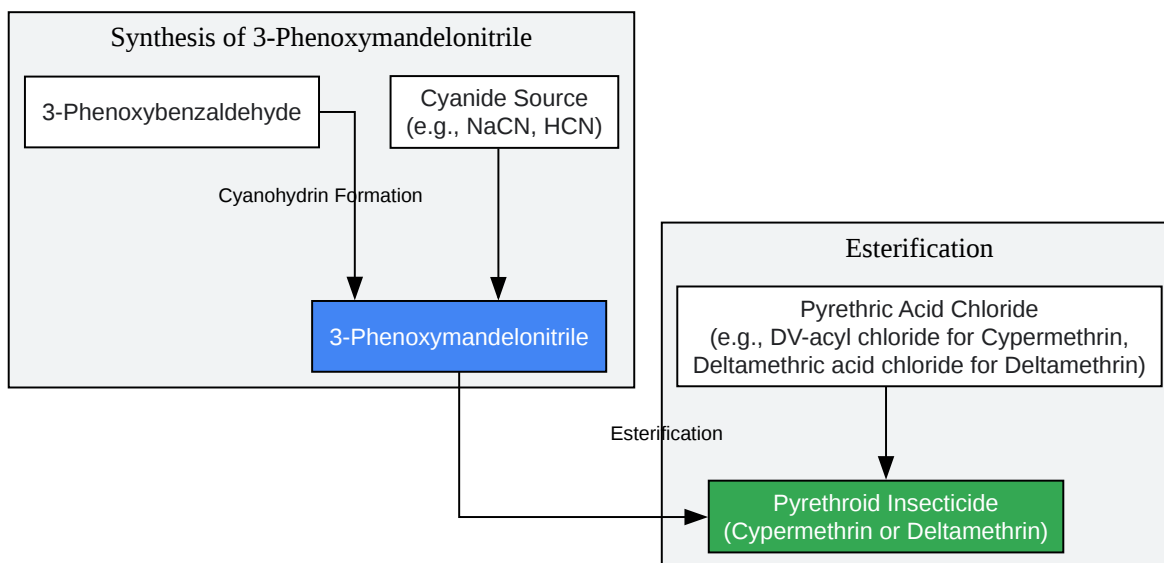 Synthesis of 3-Phenoxymandelonitrile
3-Phenoxybenzaldehyde
Cyanide Source
(e.g., NaCN, HCN)
Cyanohydrin Formation
3-Phenoxymandelonitrile
Esterification
Pyrethric Acid Chloride
(e.g., DV-acyl chloride for Cypermethrin,
Deltamethric acid chloride for Deltamethrin)
Esterification
Pyrethroid Insecticide
(Cypermethrin or Deltamethrin)